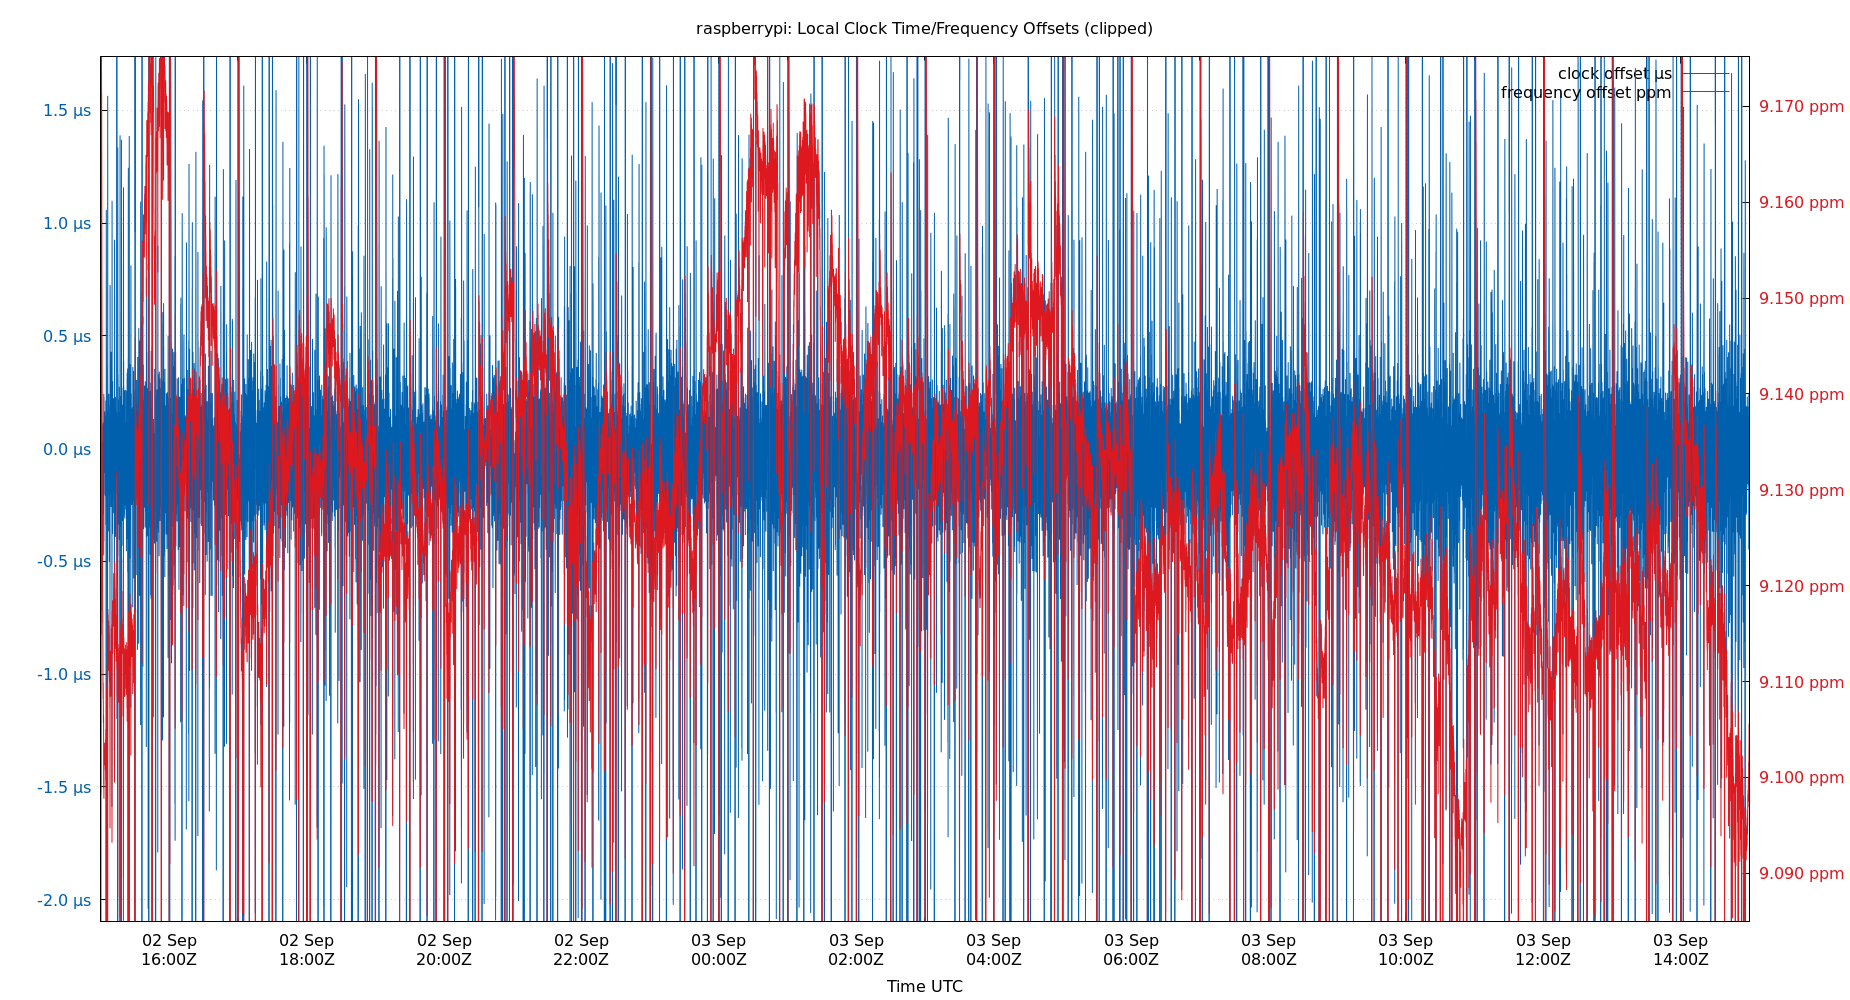 raspberrypi: Local Clock Time/Frequency Offsets (clipped)
clock offset µs
frequency offset ppm
1.5 µs
1.0 µs
0.5 µs
0.0 µs
-0.5 µs
-1.0 µs
-1.5 µs
-2.0 µs
9.170 ppm
9.160 ppm
9.150 ppm
9.140 ppm
9.130 ppm
9.120 ppm
9.110 ppm
9.100 ppm
9.090 ppm
02 Sep 02 Sep 02 Sep 02 Sep 03 Sep 03 Sep 03 Sep 03 Sep 03 Sep 03 Sep 03 Sep 03 Sep
16:00Z 18:00Z 20:00Z 22:00Z 00:00Z 02:00Z 04:00Z 06:00Z 08:00Z 10:00Z 12:00Z 14:00Z
Time UTC